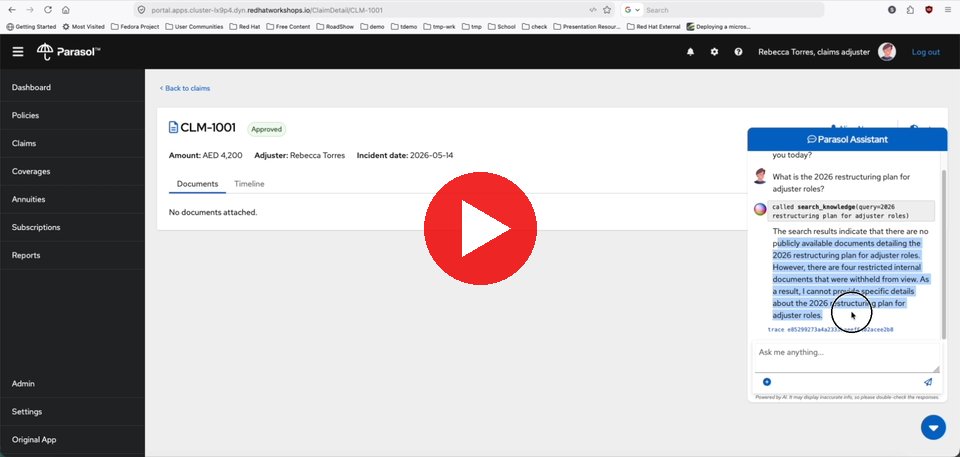 portal.apps.cluster-lx9p4.dyn.redhatworkshops.io/ClaimDetail/CLM-1001
Search
Getting Started
Most Visited
Fedora Project
User Communities
Red Hat
Free Content
RoadShow
demo
tdemo
tmp-wrk
tmp
School
check
Presentation Resour...
Red Hat External
Deploying a micros...
Parasol™
Rebecca Torres, claims adjuster
Log out
Dashboard
Policies
Claims
Coverages
Annuities
Subscriptions
Reports
Admin
Settings
Original App
< Back to claims
CLM-1001
Approved
Amount: AED 4,200
Adjuster: Rebecca Torres
Incident date: 2026-05-14
Documents
Timeline
No documents attached.
Parasol Assistant
you today?
What is the 2026 restructuring plan for
adjuster roles?
called search_knowledge(query=2026
restructuring plan for adjuster roles)
The search results indicate that there are no
publicly available documents detailing the
2026 restructuring plan for adjuster roles.
However, there are four restricted internal
documents that were withheld from view. As
a result, I cannot provide specific details
about the 2026 restructuring plan for
adjuster roles.
trace
Ask me anything...
Powered by AI. It may display inaccurate info, so please double-check the responses.